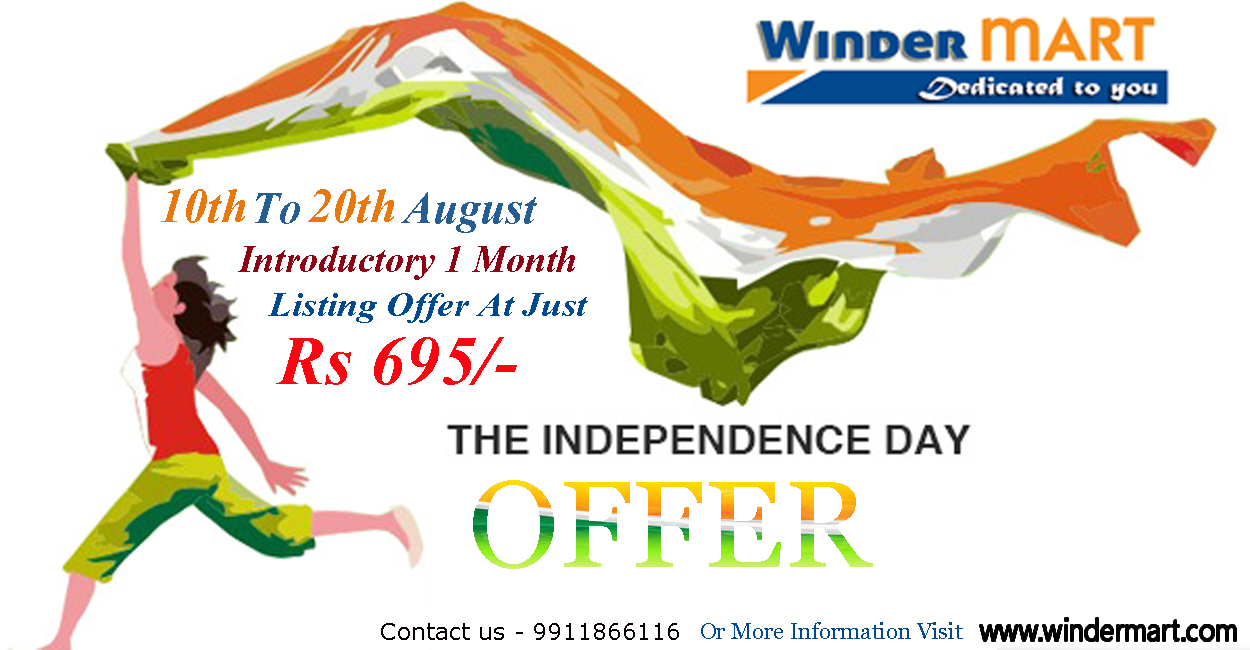 WINDER MART
Dedicated to you
10th To 20th August
Introductory 1 Month
Listing Offer At Just
Rs 695/-
THE INDEPENDENCE DAY
OFFER
Contact us - 9911866116 Or More Information Visit www.windermart.com